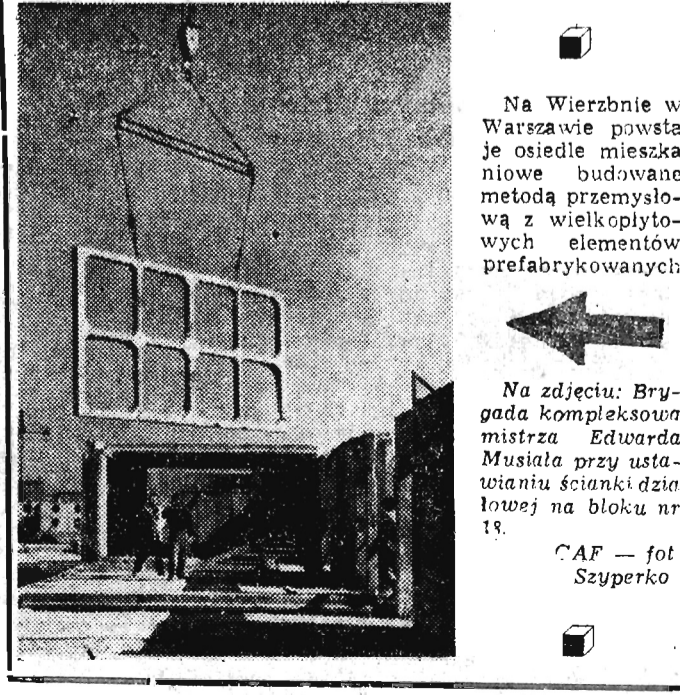 Na Wierzbnie w
Warszawie powsta
je osiedle mieszka
niowe budowane
metodą przemysło-
wą z wielkopłyto-
wych elementów
prefabrykowanych
Na zdjęciu: Bry-
gada kompleksowa
mistrza Edwarda
Musiała przy usta-
wianiu ścianki dzia
łowej na bloku nr
CAF — fot
Szyperko